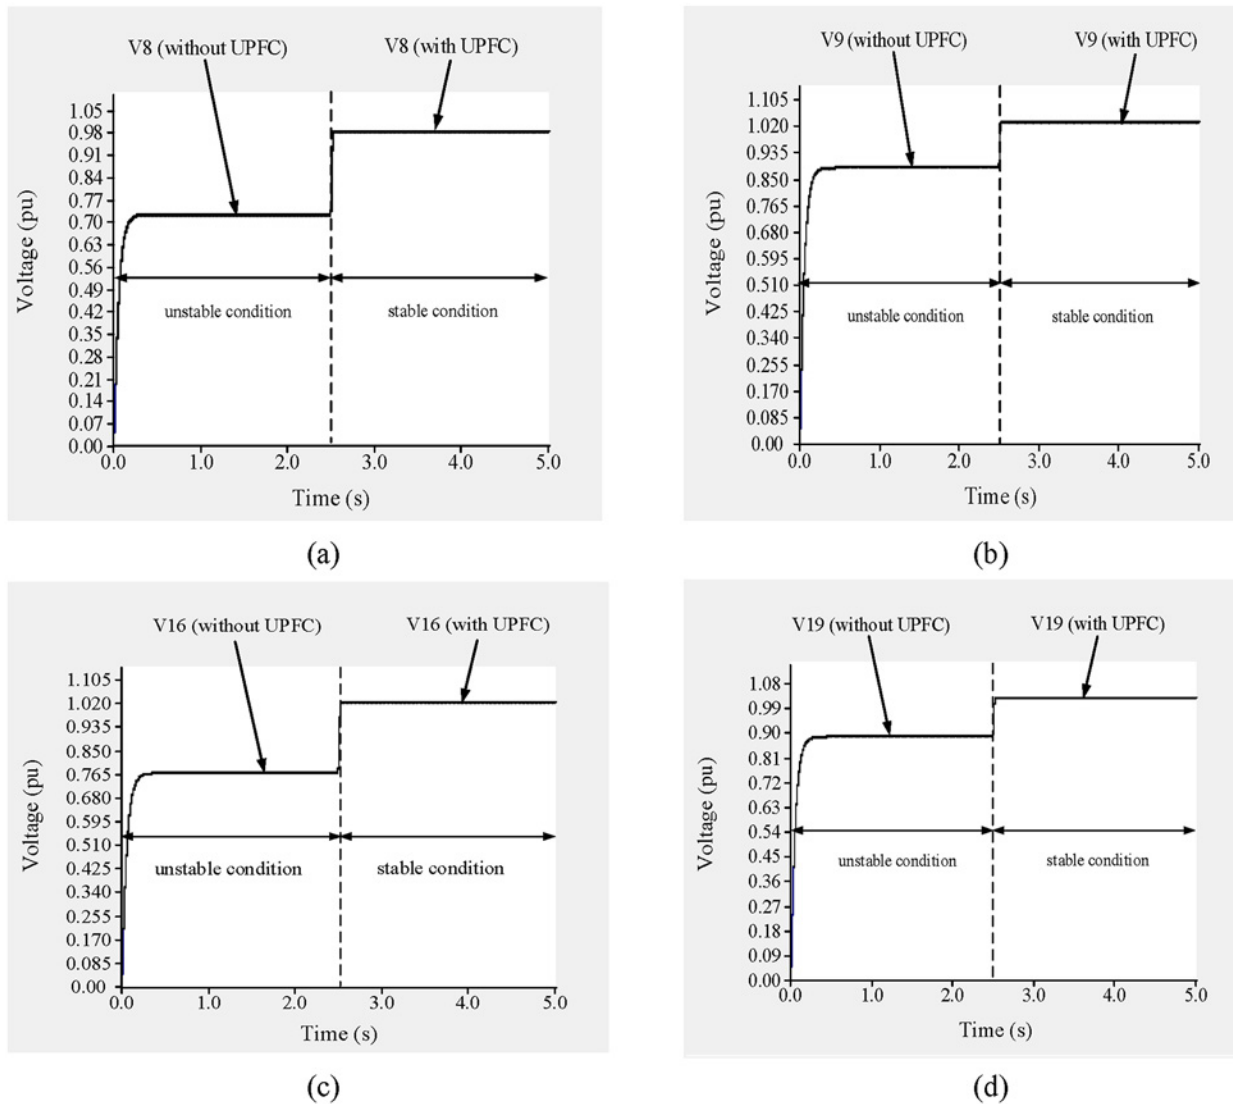 V8 (without UPFC)
V8 (with UPFC)
Voltage (pu)
1.05
0.98
0.91
0.84
0.77
0.70
0.63
0.56
0.49
0.42
0.35
0.28
0.21
0.14
0.07
0.00
unstable condition
stable condition
0.0 1.0 2.0 3.0 4.0 5.0
Time (s)
(a)
V9 (without UPFC)
V9 (with UPFC)
Voltage (pu)
1.105
1.020
0.935
0.850
0.765
0.680
0.595
0.510
0.425
0.340
0.255
0.170
0.085
0.00
unstable condition
stable condition
0.0 1.0 2.0 3.0 4.0 5.0
Time (s)
(b)
V16 (without UPFC)
V16 (with UPFC)
Voltage (pu)
1.105
1.020
0.935
0.850
0.765
0.680
0.595
0.510
0.425
0.340
0.255
0.170
0.085
0.00
unstable condition
stable condition
0.0 1.0 2.0 3.0 4.0 5.0
Time (s)
(c)
V19 (without UPFC)
V19 (with UPFC)
Voltage (pu)
1.08
0.99
0.90
0.81
0.72
0.63
0.54
0.45
0.36
0.27
0.18
0.09
0.00
unstable condition
stable condition
0.0 1.0 2.0 3.0 4.0 5.0
Time (s)
(d)